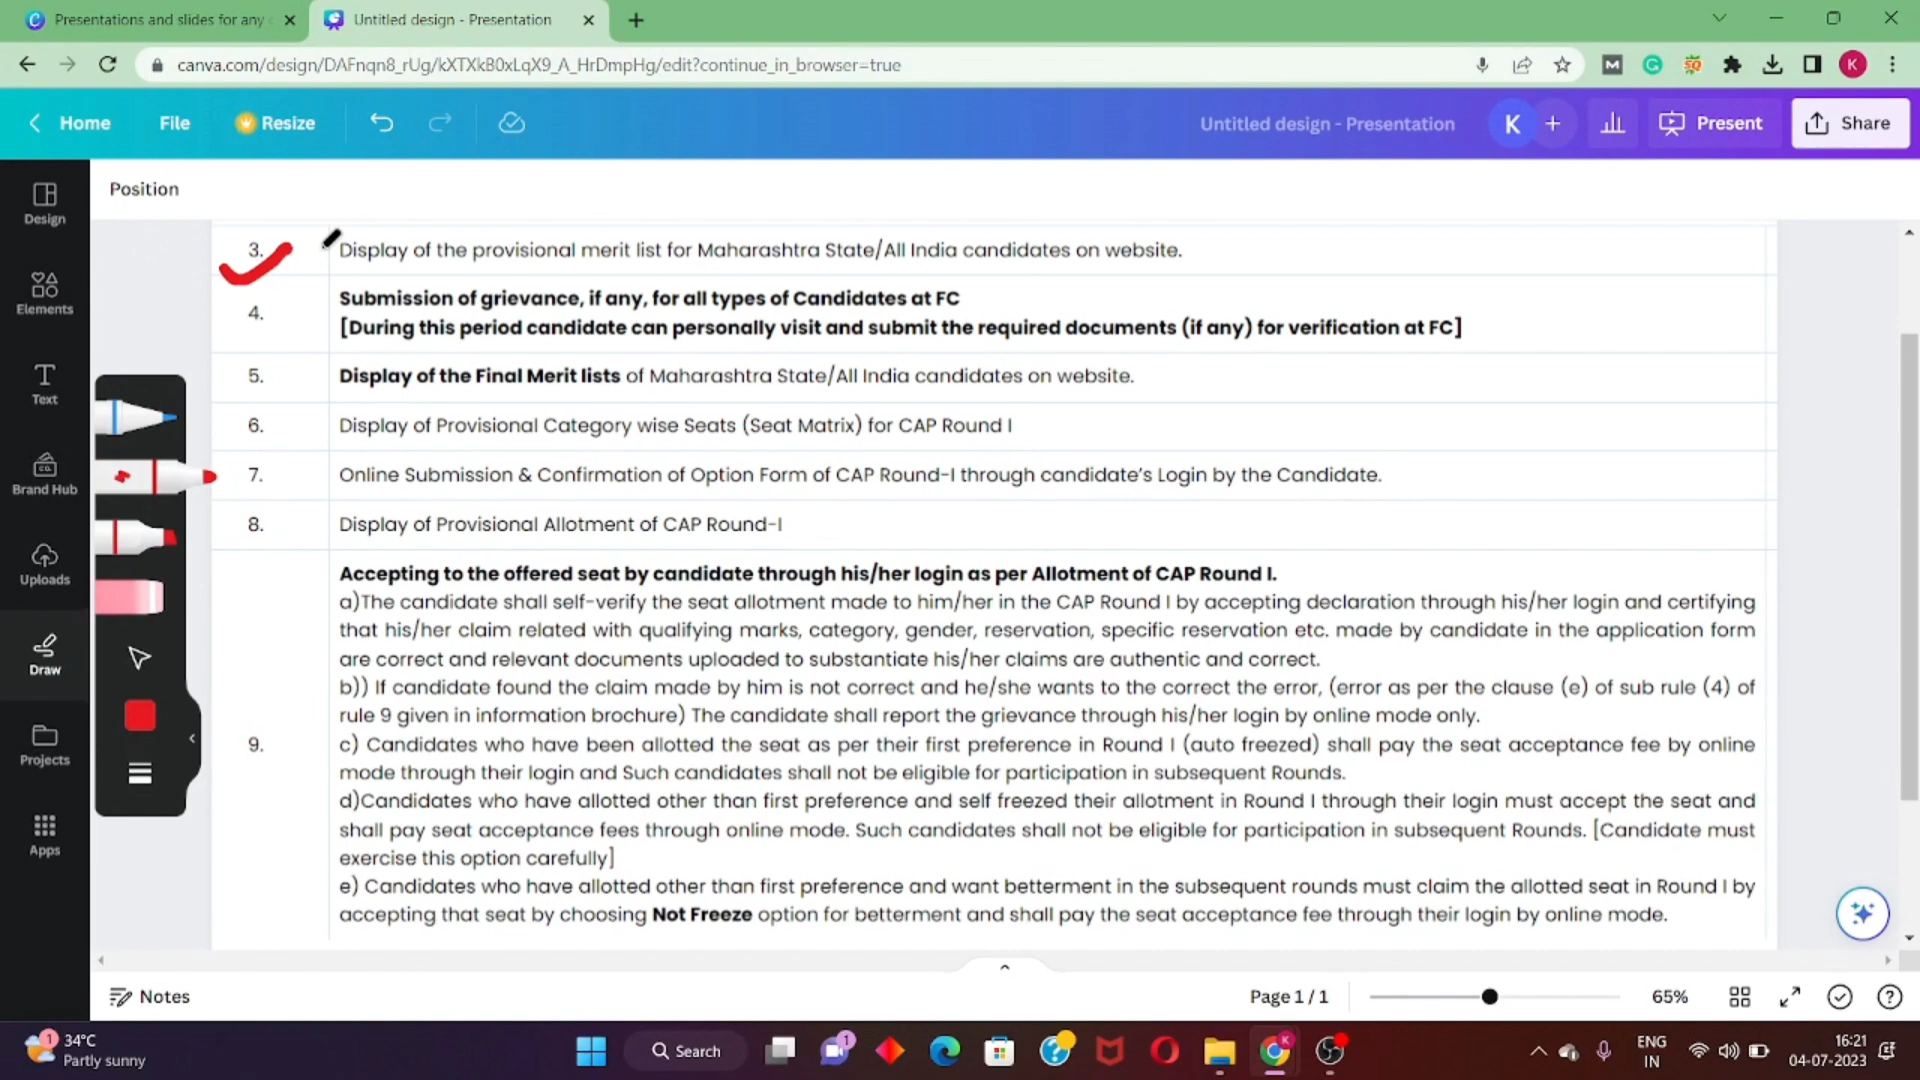 Presentations and slides for any
Untitled design - Presentation
canva.com/design/DAFnqn8_rUg/kXTXkB0xLqX9_A_HrDmpHg/edit?continue_in_browser=true
K
Home
File
Resize
Untitled design - Presentation
K
Present
Share
Position
Design
Elements
Text
Brand Hub
Uploads
Draw
Projects
Apps
3. Display of the provisional merit list for Maharashtra State/All India candidates on website.
4. Submission of grievance, if any, for all types of Candidates at FC
[During this period candidate can personally visit and submit the required documents (if any) for verification at FC]
5. Display of the Final Merit lists of Maharashtra State/All India candidates on website.
6. Display of Provisional Category wise Seats (Seat Matrix) for CAP Round I
7. Online Submission & Confirmation of Option Form of CAP Round-I through candidate's Login by the Candidate.
8. Display of Provisional Allotment of CAP Round-I
9.
Accepting to the offered seat by candidate through his/her login as per Allotment of CAP Round I.
a)The candidate shall self-verify the seat allotment made to him/her in the CAP Round I by accepting declaration through his/her login and certifying
that his/her claim related with qualifying marks, category, gender, reservation, specific reservation etc. made by candidate in the application form
are correct and relevant documents uploaded to substantiate his/her claims are authentic and correct.
b)) If candidate found the claim made by him is not correct and he/she wants to the correct the error, (error as per the clause (e) of sub rule (4) of
rule 9 given in information brochure) The candidate shall report the grievance through his/her login by online mode only.
c) Candidates who have been allotted the seat as per their first preference in Round I (auto freezed) shall pay the seat acceptance fee by online
mode through their login and Such candidates shall not be eligible for participation in subsequent Rounds.
d)Candidates who have allotted other than first preference and self freezed their allotment in Round I through their login must accept the seat and
shall pay seat acceptance fees through online mode. Such candidates shall not be eligible for participation in subsequent Rounds. [Candidate must
exercise this option carefully]
e) Candidates who have allotted other than first preference and want betterment in the subsequent rounds must claim the allotted seat in Round I by
accepting that seat by choosing Not Freeze option for betterment and shall pay the seat acceptance fee through their login by online mode.
Notes
Page 1 / 1
65%
1
34°C
Partly sunny
Search
1
ENG
IN
16:21
04-07-2023